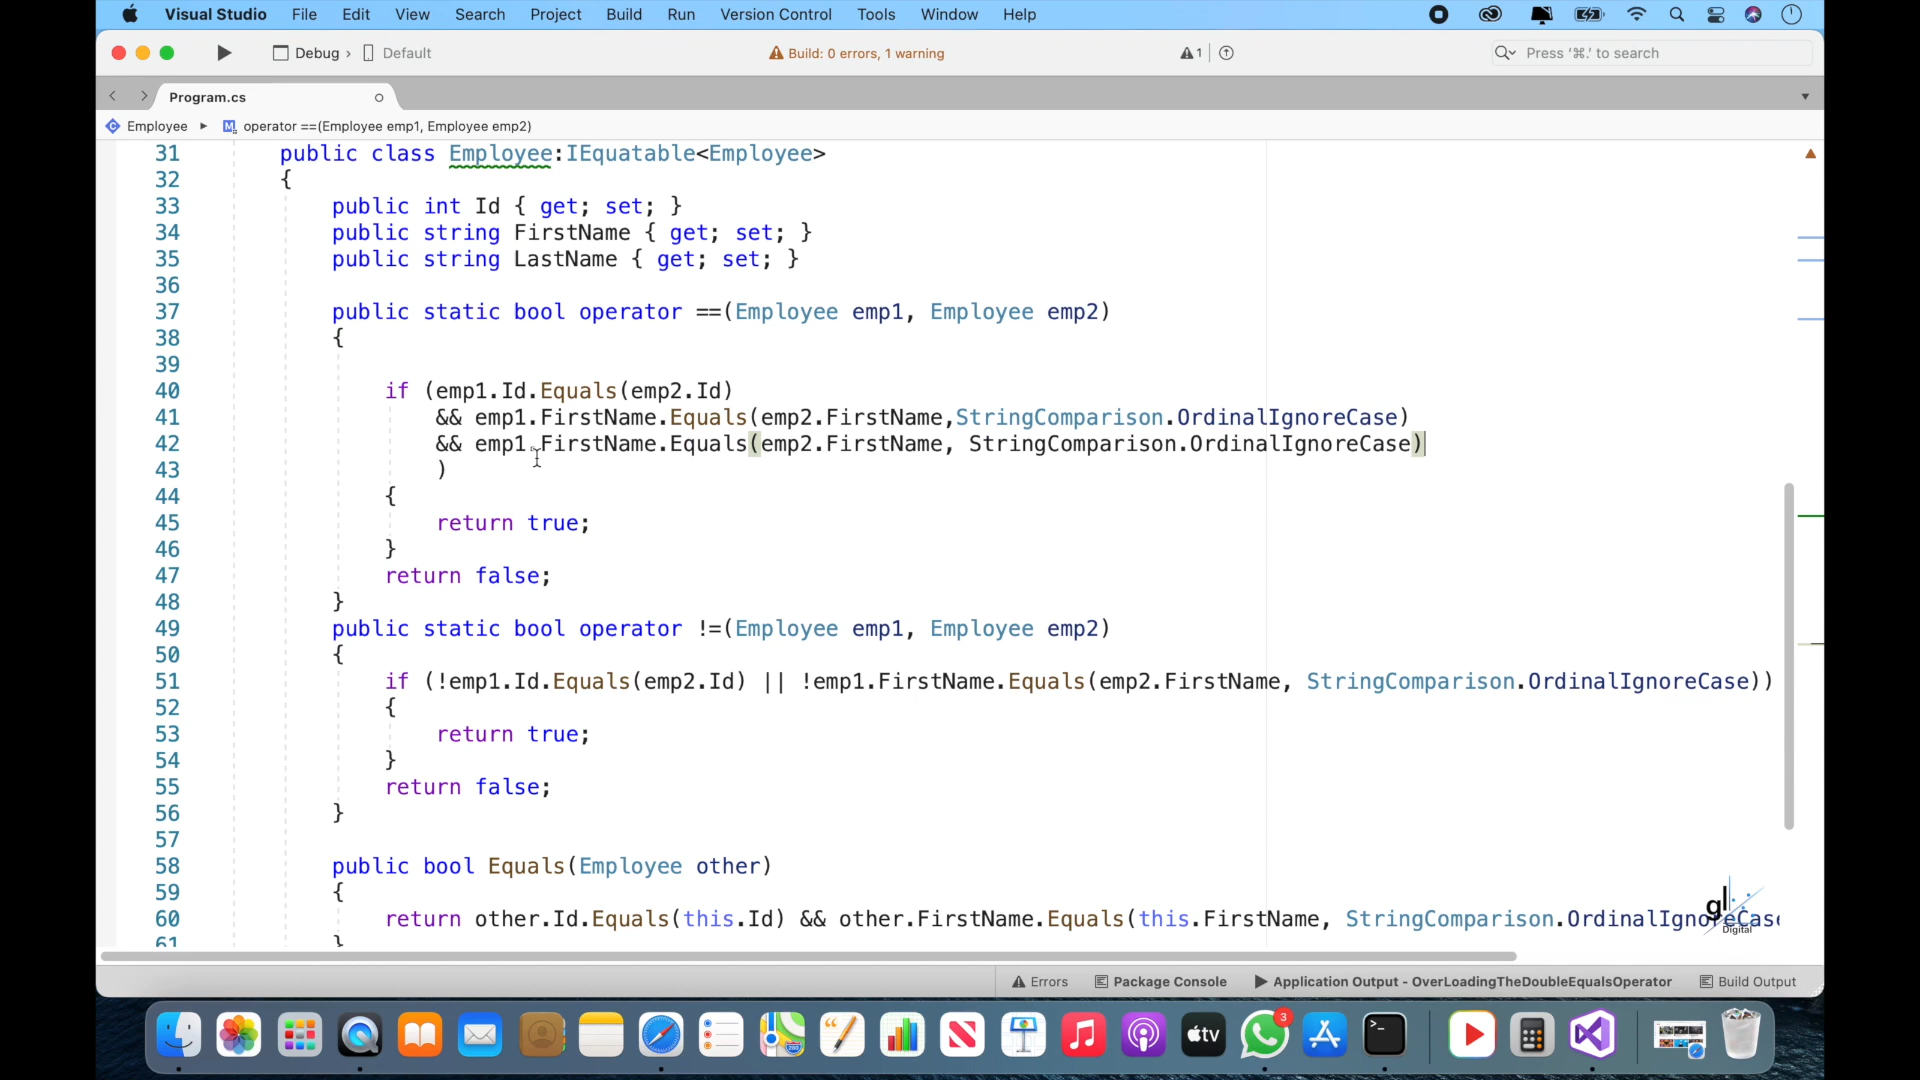 Visual Studio File Edit View Search Project Build Run Version Control Tools Window Help
Debug › Default
Build: 0 errors, 1 warning
1
Press '⌘.' to search
Program.cs
Employee ▸ M operator ==(Employee emp1, Employee emp2)
31 public class Employee:IEquatable<Employee>
32 {
33 public int Id { get; set; }
34 public string FirstName { get; set; }
35 public string LastName { get; set; }
36
37 public static bool operator ==(Employee emp1, Employee emp2)
38 {
39
40 if (emp1.Id.Equals(emp2.Id)
41 && emp1.FirstName.Equals(emp2.FirstName,StringComparison.OrdinalIgnoreCase)
42 && emp1.FirstName.Equals(emp2.FirstName, StringComparison.OrdinalIgnoreCase)
43 )
44 {
45 return true;
46 }
47 return false;
48 }
49 public static bool operator !=(Employee emp1, Employee emp2)
50 {
51 if (!emp1.Id.Equals(emp2.Id) || !emp1.FirstName.Equals(emp2.FirstName, StringComparison.OrdinalIgnoreCase))
52 {
53 return true;
54 }
55 return false;
56 }
57
58 public bool Equals(Employee other)
59 {
60 return other.Id.Equals(this.Id) && other.FirstName.Equals(this.FirstName, StringComparison.OrdinalIgnoreCase
61 }
gl
Digital
Errors Package Console Application Output - OverLoadingTheDoubleEqualsOperator Build Output
tv
3